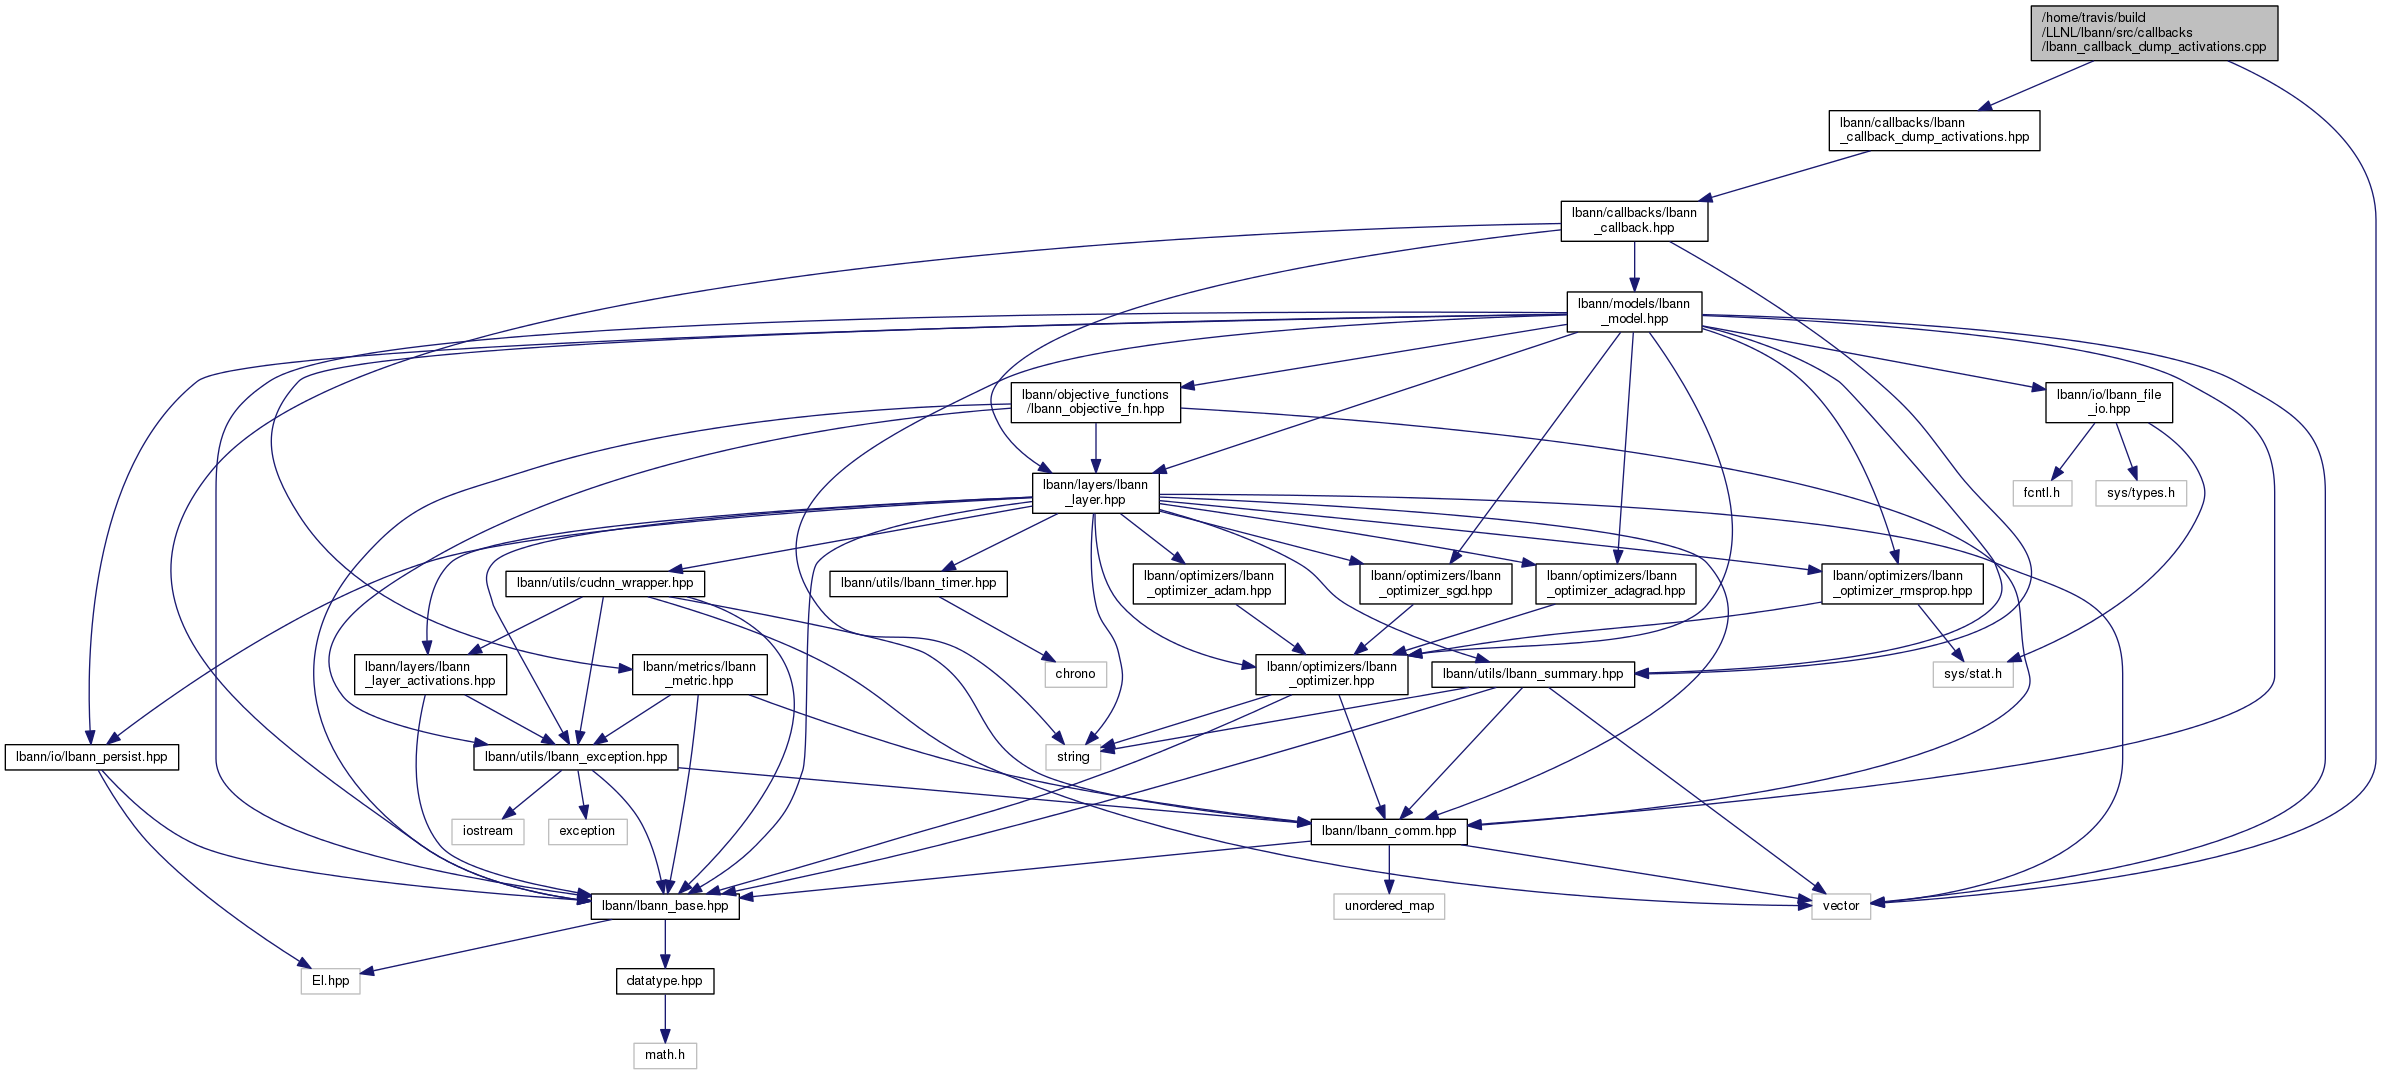 /home/travis/build
/LLNL/lbann/src/callbacks
/lbann_callback_dump_activations.cpp
lbann/callbacks/lbann
_callback_dump_activations.hpp
lbann/callbacks/lbann
_callback.hpp
lbann/models/lbann
_model.hpp
lbann/objective_functions
/lbann_objective_fn.hpp
lbann/io/lbann_file
_io.hpp
lbann/layers/lbann
_layer.hpp
fcntl.h
sys/types.h
lbann/utils/cudnn_wrapper.hpp
lbann/utils/lbann_timer.hpp
lbann/optimizers/lbann
_optimizer_adam.hpp
lbann/optimizers/lbann
_optimizer_sgd.hpp
lbann/optimizers/lbann
_optimizer_adagrad.hpp
lbann/optimizers/lbann
_optimizer_rmsprop.hpp
lbann/layers/lbann
_layer_activations.hpp
lbann/metrics/lbann
_metric.hpp
chrono
lbann/optimizers/lbann
_optimizer.hpp
lbann/utils/lbann_summary.hpp
sys/stat.h
lbann/io/lbann_persist.hpp
lbann/utils/lbann_exception.hpp
string
iostream
exception
lbann/lbann_comm.hpp
lbann/lbann_base.hpp
unordered_map
vector
El.hpp
datatype.hpp
math.h